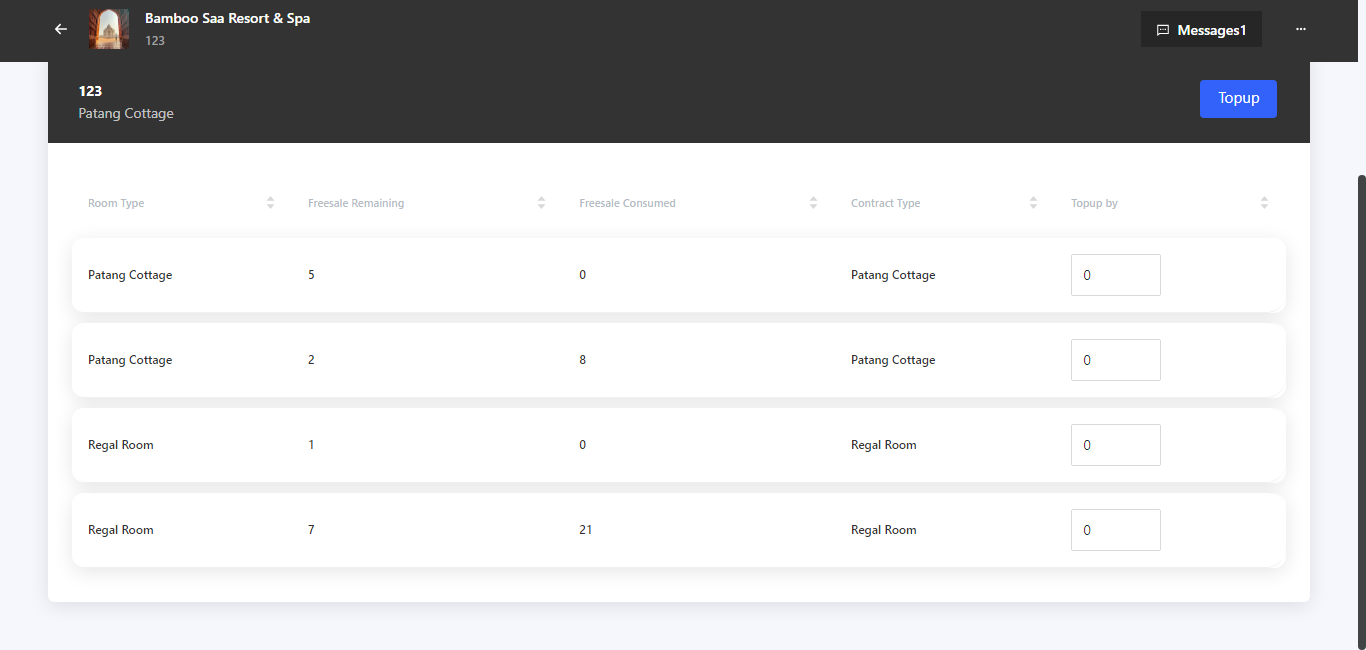 Bamboo Saa Resort & Spa
123
Messages1
123
Patang Cottage
Topup
Room Type Freesale Remaining Freesale Consumed Contract Type Topup by
Patang Cottage 5 0 Patang Cottage 0
Patang Cottage 2 8 Patang Cottage 0
Regal Room 1 0 Regal Room 0
Regal Room 7 21 Regal Room 0